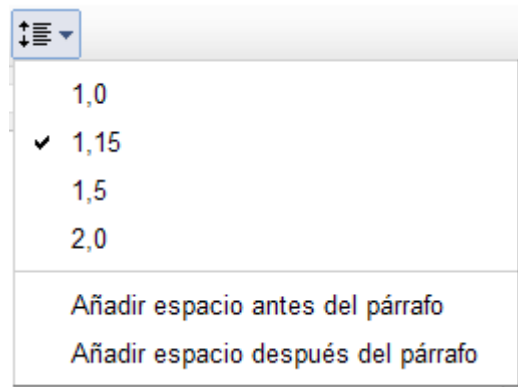 1,0
1,15
1,5
2,0
Añadir espacio antes del párrafo
Añadir espacio después del párrafo